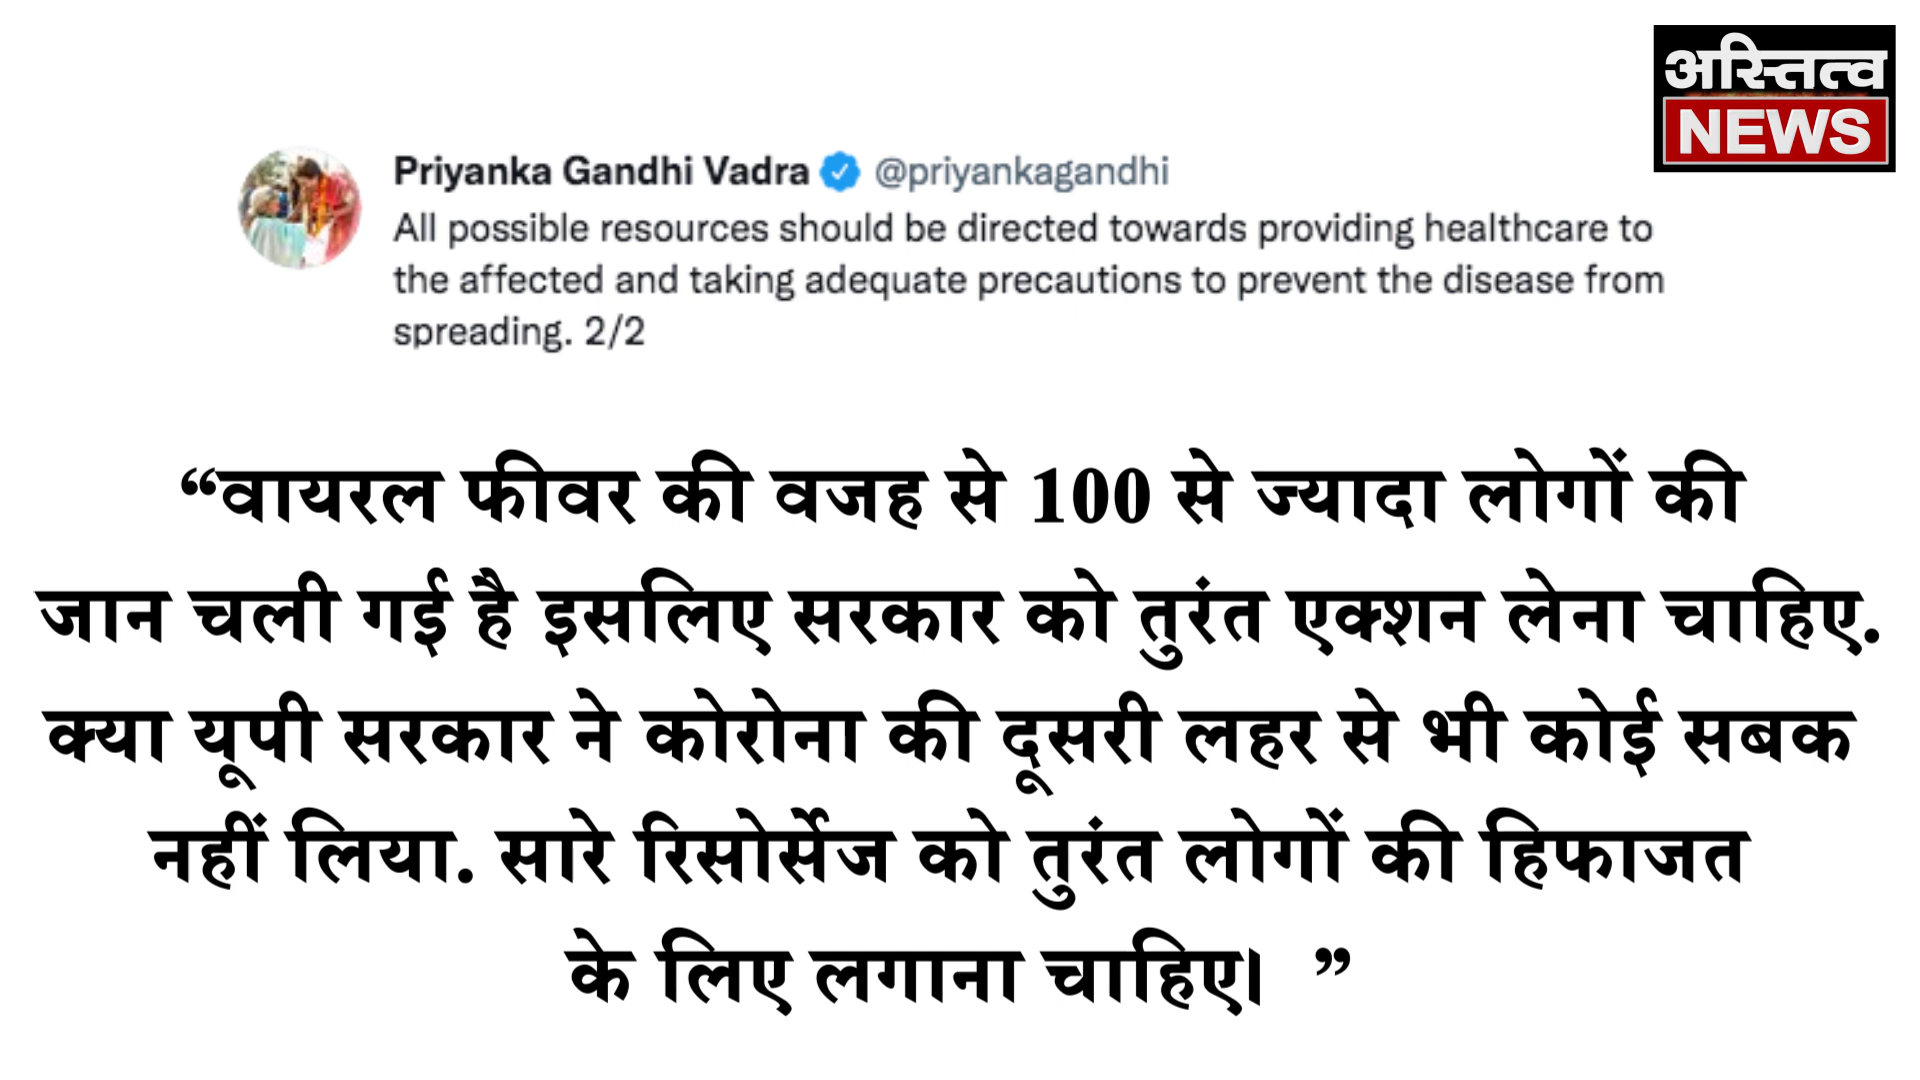 अस्तित्व
NEWS
Priyanka Gandhi Vadra @priyankagandhi
All possible resources should be directed towards providing healthcare to
the affected and taking adequate precautions to prevent the disease from
spreading. 2/2
“वायरल फीवर की वजह से 100 से ज्यादा लोगों की
जान चली गई है इसलिए सरकार को तुरंत एक्शन लेना चाहिए.
क्या यूपी सरकार ने कोरोना की दूसरी लहर से भी कोई सबक
नहीं लिया. सारे रिसोर्सेज को तुरंत लोगों की हिफाजत
के लिए लगाना चाहिए। ”